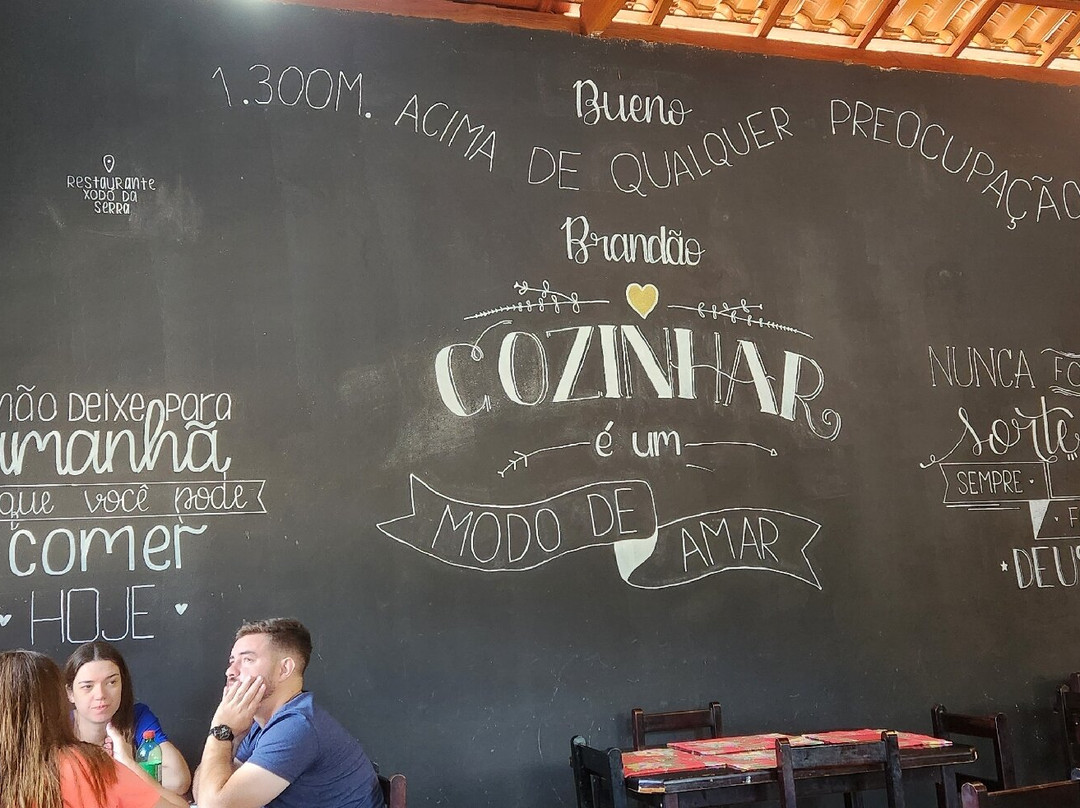 1.300M. ACIMA DE QUALQUER PREOCUPAÇÃO
Bueno
Brandão
Restaurante
XODÓ DA
SERRA
COZINHAR
é um
MODO DE AMAR
não Deixe para
amanhã
que você pode
comer
HOJE
NUNCA
Sorte
SEMPRE
DEUS